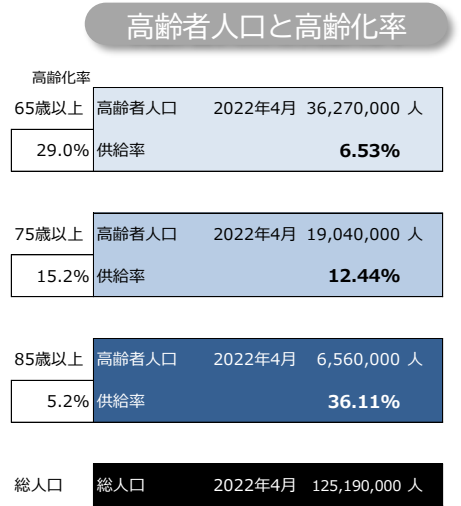 高齢者人口と高齢化率
高齢化率
65歳以上 高齢者人口 2022年4月 36,270,000 人
29.0% 供給率 6.53%
75歳以上 高齢者人口 2022年4月 19,040,000 人
15.2% 供給率 12.44%
85歳以上 高齢者人口 2022年4月 6,560,000 人
5.2% 供給率 36.11%
総人口 総人口 2022年4月 125,190,000 人